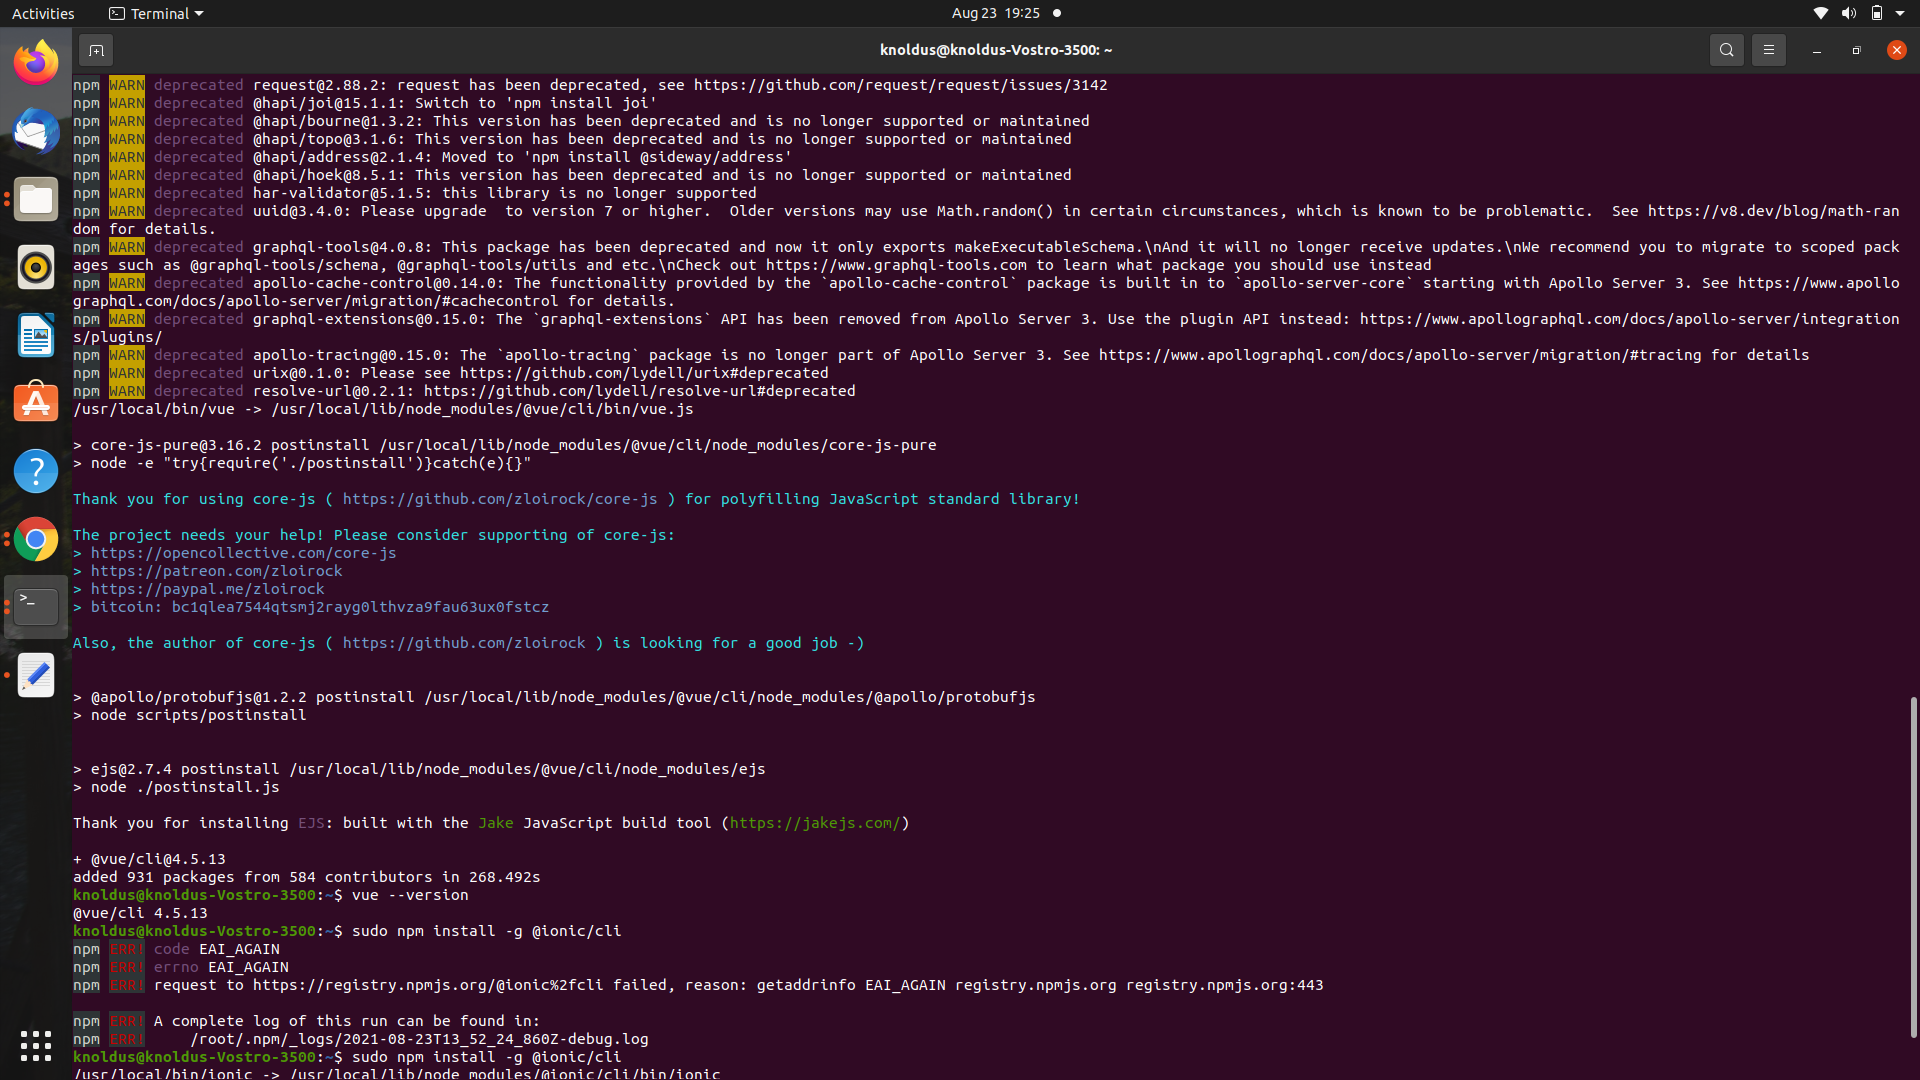 Activities
Terminal
Aug 23 19:25
knoldus@knoldus-Vostro-3500: ~
npm WARN deprecated request@2.88.2: request has been deprecated, see https://github.com/request/request/issues/3142
npm WARN deprecated @hapi/joi@15.1.1: Switch to 'npm install joi'
npm WARN deprecated @hapi/bourne@1.3.2: This version has been deprecated and is no longer supported or maintained
npm WARN deprecated @hapi/topo@3.1.6: This version has been deprecated and is no longer supported or maintained
npm WARN deprecated @hapi/address@2.1.4: Moved to 'npm install @sideway/address'
npm WARN deprecated @hapi/hoek@8.5.1: This version has been deprecated and is no longer supported or maintained
npm WARN deprecated har-validator@5.1.5: this library is no longer supported
npm WARN deprecated uuid@3.4.0: Please upgrade  to version 7 or higher.  Older versions may use Math.random() in certain circumstances, which is known to be problematic.  See https://v8.dev/blog/math-ran
dom for details.
npm WARN deprecated graphql-tools@4.0.8: This package has been deprecated and now it only exports makeExecutableSchema.\nAnd it will no longer receive updates.\nWe recommend you to migrate to scoped pack
ages such as @graphql-tools/schema, @graphql-tools/utils and etc.\nCheck out https://www.graphql-tools.com to learn what package you should use instead
npm WARN deprecated apollo-cache-control@0.14.0: The functionality provided by the `apollo-cache-control` package is built in to `apollo-server-core` starting with Apollo Server 3. See https://www.apollo
graphql.com/docs/apollo-server/migration/#cachecontrol for details.
npm WARN deprecated graphql-extensions@0.15.0: The `graphql-extensions` API has been removed from Apollo Server 3. Use the plugin API instead: https://www.apollographql.com/docs/apollo-server/integration
s/plugins/
npm WARN deprecated apollo-tracing@0.15.0: The `apollo-tracing` package is no longer part of Apollo Server 3. See https://www.apollographql.com/docs/apollo-server/migration/#tracing for details
npm WARN deprecated urix@0.1.0: Please see https://github.com/lydell/urix#deprecated
npm WARN deprecated resolve-url@0.2.1: https://github.com/lydell/resolve-url#deprecated
/usr/local/bin/vue -> /usr/local/lib/node_modules/@vue/cli/bin/vue.js
> core-js-pure@3.16.2 postinstall /usr/local/lib/node_modules/@vue/cli/node_modules/core-js-pure
> node -e "try{require('./postinstall')}catch(e){}"
Thank you for using core-js ( https://github.com/zloirock/core-js ) for polyfilling JavaScript standard library!
The project needs your help! Please consider supporting of core-js:
> https://opencollective.com/core-js
> https://patreon.com/zloirock
> https://paypal.me/zloirock
> bitcoin: bc1qlea7544qtsmj2rayg0lthvza9fau63ux0fstcz
Also, the author of core-js ( https://github.com/zloirock ) is looking for a good job -)
> @apollo/protobufjs@1.2.2 postinstall /usr/local/lib/node_modules/@vue/cli/node_modules/@apollo/protobufjs
> node scripts/postinstall
> ejs@2.7.4 postinstall /usr/local/lib/node_modules/@vue/cli/node_modules/ejs
> node ./postinstall.js
Thank you for installing EJS: built with the Jake JavaScript build tool (https://jakejs.com/)
+ @vue/cli@4.5.13
added 931 packages from 584 contributors in 268.492s
knoldus@knoldus-Vostro-3500:~$ vue --version
@vue/cli 4.5.13
knoldus@knoldus-Vostro-3500:~$ sudo npm install -g @ionic/cli
npm ERR! code EAI_AGAIN
npm ERR! errno EAI_AGAIN
npm ERR! request to https://registry.npmjs.org/@ionic%2fcli failed, reason: getaddrinfo EAI_AGAIN registry.npmjs.org registry.npmjs.org:443
npm ERR! A complete log of this run can be found in:
npm ERR!     /root/.npm/_logs/2021-08-23T13_52_24_860Z-debug.log
knoldus@knoldus-Vostro-3500:~$ sudo npm install -g @ionic/cli
/usr/local/bin/ionic -> /usr/local/lib/node_modules/@ionic/cli/bin/ionic